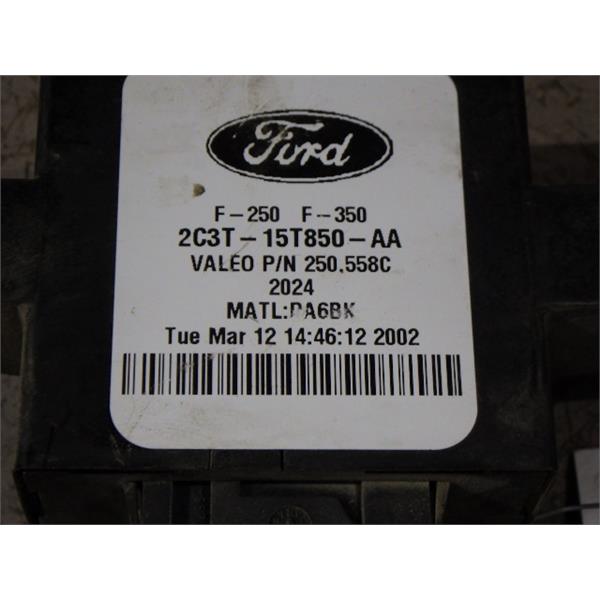 Ford
F-250 F-350
2C3T-15T850-AA
VALEO P/N 250.558C
2024
MATL:PA6BK
Tue Mar 12 14:46:12 2002